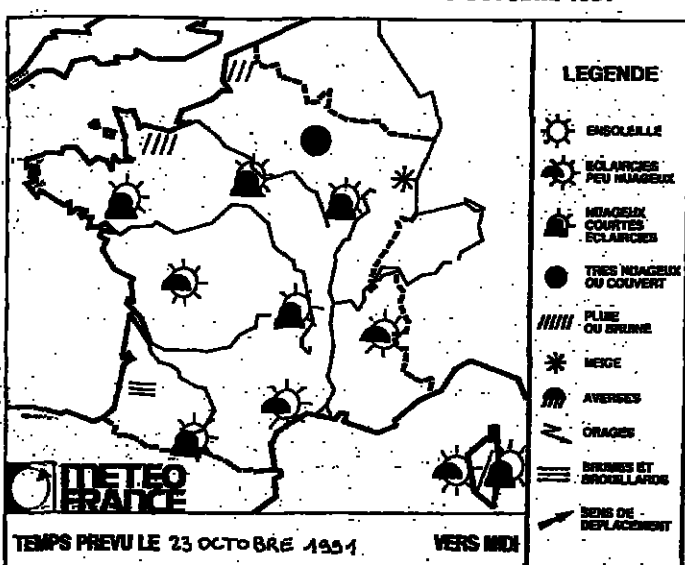 LEGENDE
ENSOLEILLE
ECLAIRCIES
PEU NUAGEUX
NUAGEUX
COURTES
ECLAIRCIES
TRES NUAGEUX
OU COUVERT
PLUIE
OU BRUINE
NEIGE
AVERSES
ORAGES
BRUMES ET
BROUILLARDS
SENS DE
DEPLACEMENT
METEO
FRANCE
TEMPS PREVU LE 23 OCTOBRE 1991 VERS MIDI